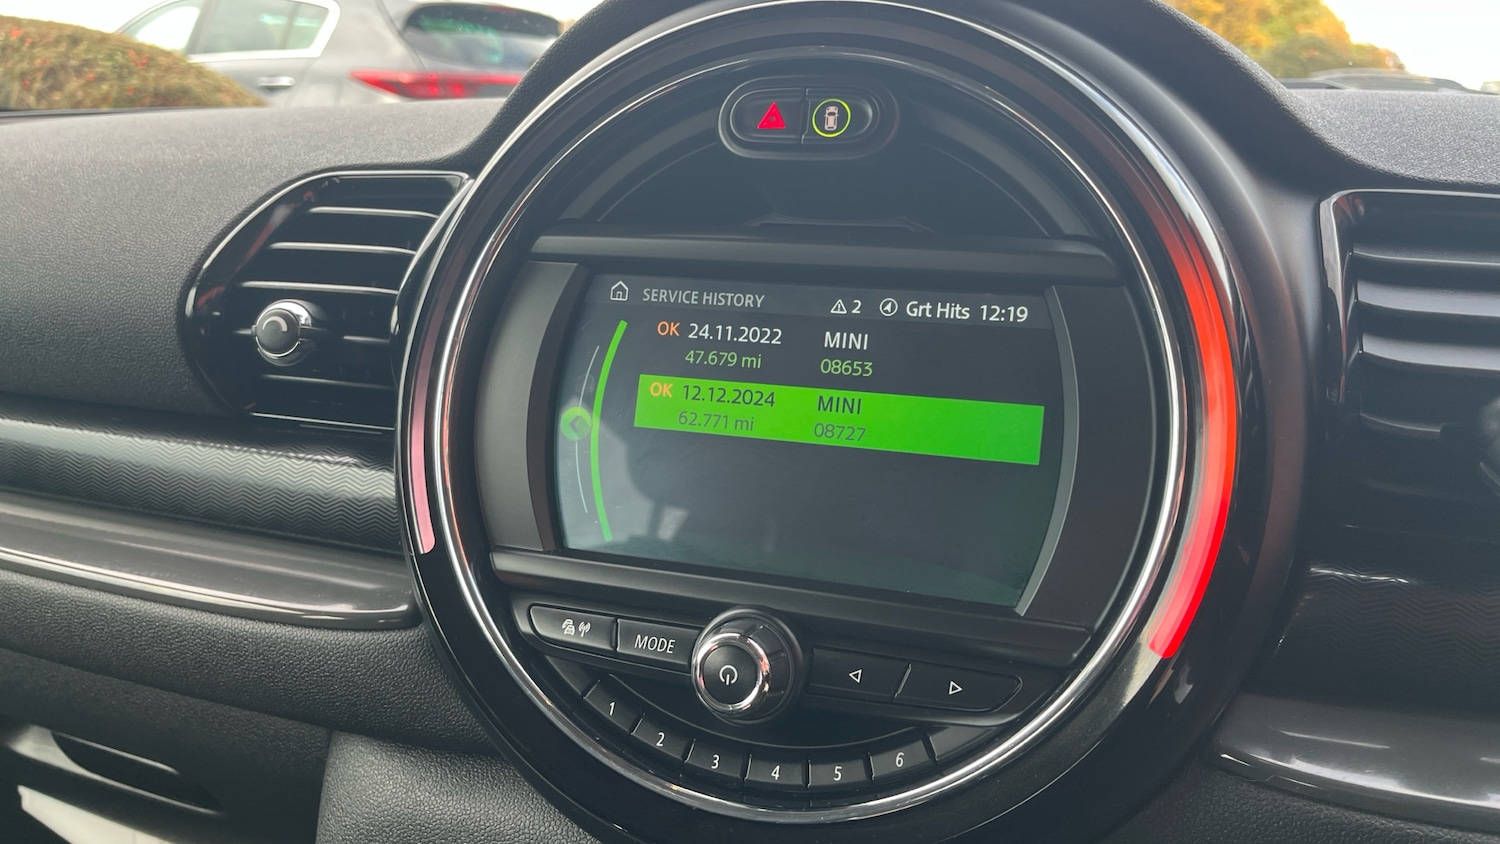 SERVICE HISTORY 2 Grt Hits 12:19
OK 24.11.2022 MINI
47.679 mi 08653
OK 12.12.2024 MINI
62.771 mi 08727
MODE
1 2 3 4 5 6